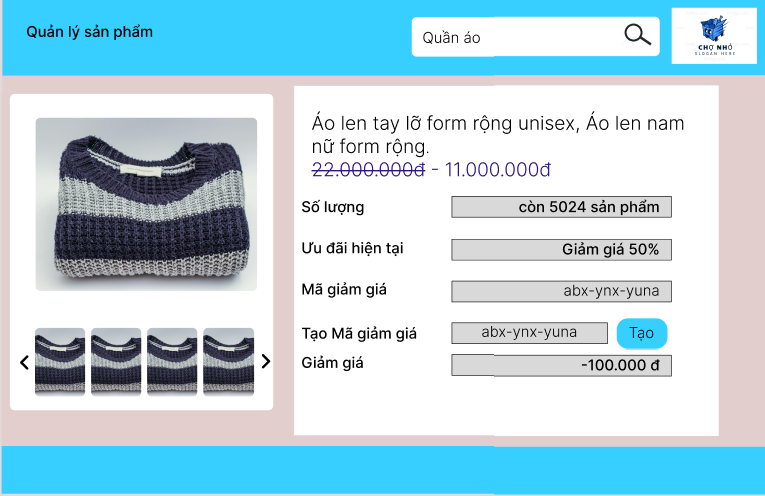 Quản lý sản phẩm
Quần áo
CHỢ NHỎ
SLOGAN HERE
Áo len tay lỡ form rộng unisex, Áo len nam
nữ form rộng.
22.000.000đ - 11.000.000đ
Số lượng
còn 5024 sản phẩm
Ưu đãi hiện tại
Giảm giá 50%
Mã giảm giá
abx-ynx-yuna
Tạo Mã giảm giá
abx-ynx-yuna
Tạo
Giảm giá
-100.000 đ